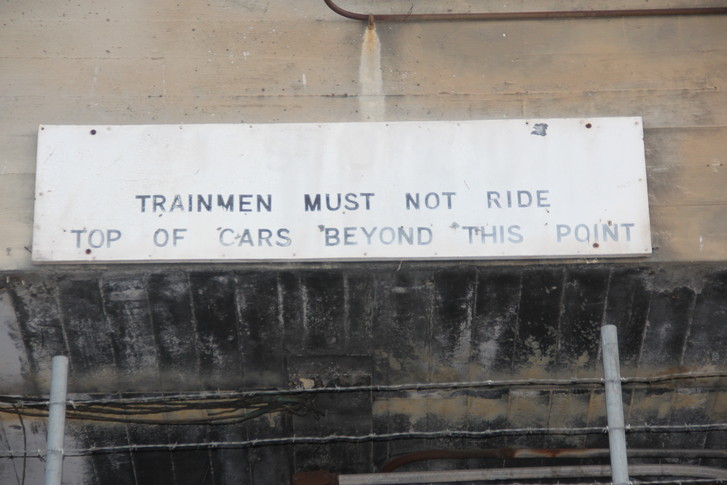 TRAINMEN MUST NOT RIDE
TOP OF CARS BEYOND THIS POINT